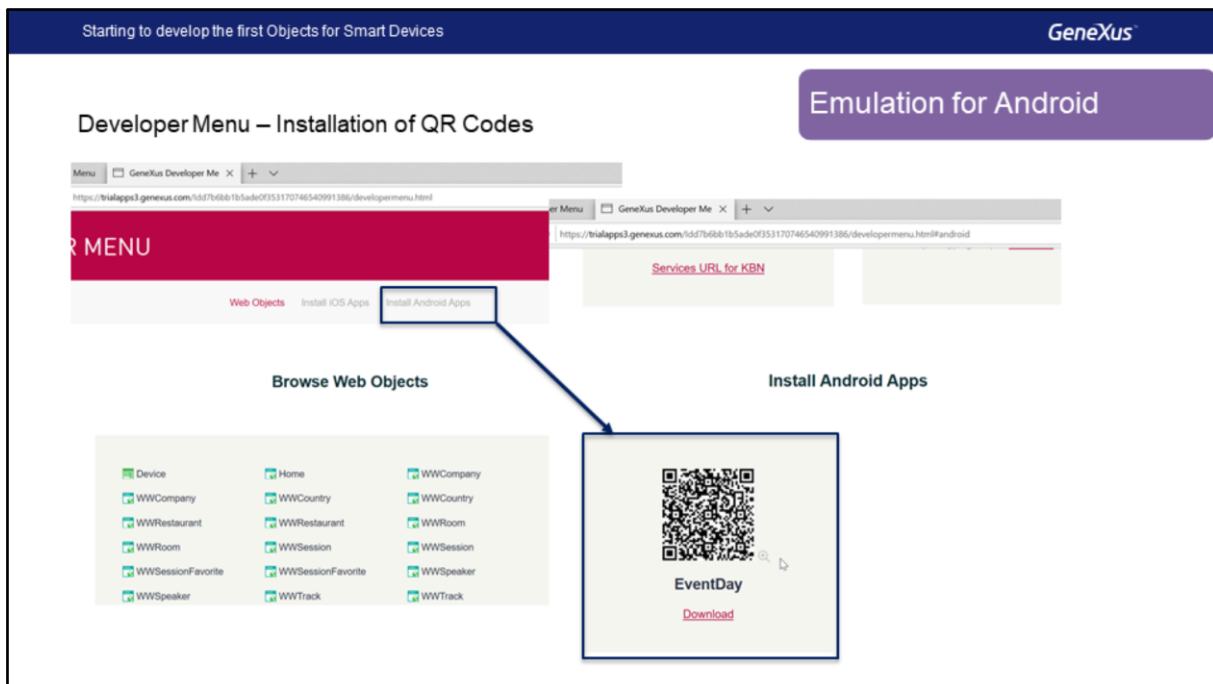 Starting to develop the first Objects for Smart Devices
GeneXus
Emulation for Android
Developer Menu – Installation of QR Codes
Menu GeneXus Developer Me
https://trialapps3.genexus.com/Idd7b6bb1b5ade0f353170746540991386/developermenu.html
R MENU
Web Objects Install iOS Apps Install Android Apps
er Menu GeneXus Developer Me
https://trialapps3.genexus.com/Idd7b6bb1b5ade0f353170746540991386/developermenu.html#android
Services URL for KBN
Browse Web Objects
Device Home WWCompany
WWCompany WWCountry WWCountry
WWRestaurant WWRestaurant WWRoom
WWRoom WWSession WWSession
WWSessionFavorite WWSessionFavorite WWSpeaker
WWSpeaker WWTrack WWTrack
Install Android Apps
EventDay
Download